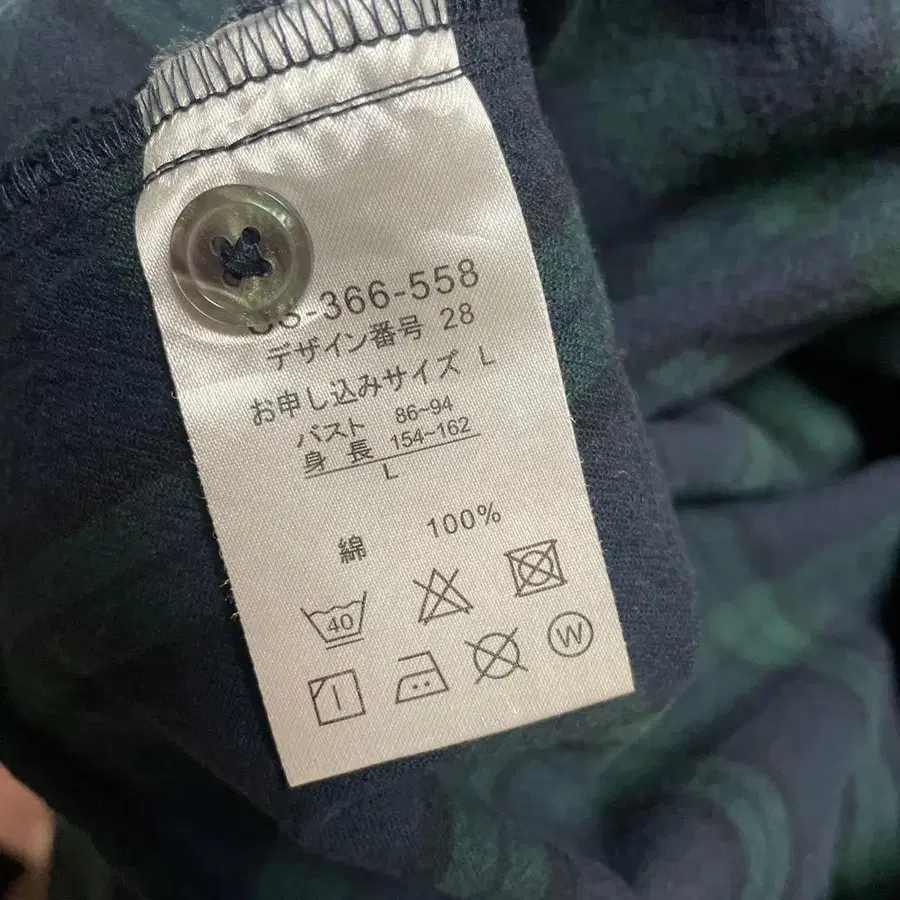 -366-558
デザイン番号 28
お申し込みサイズ L
バスト 86~94
身長 154~162
L
綿 100%
40
W